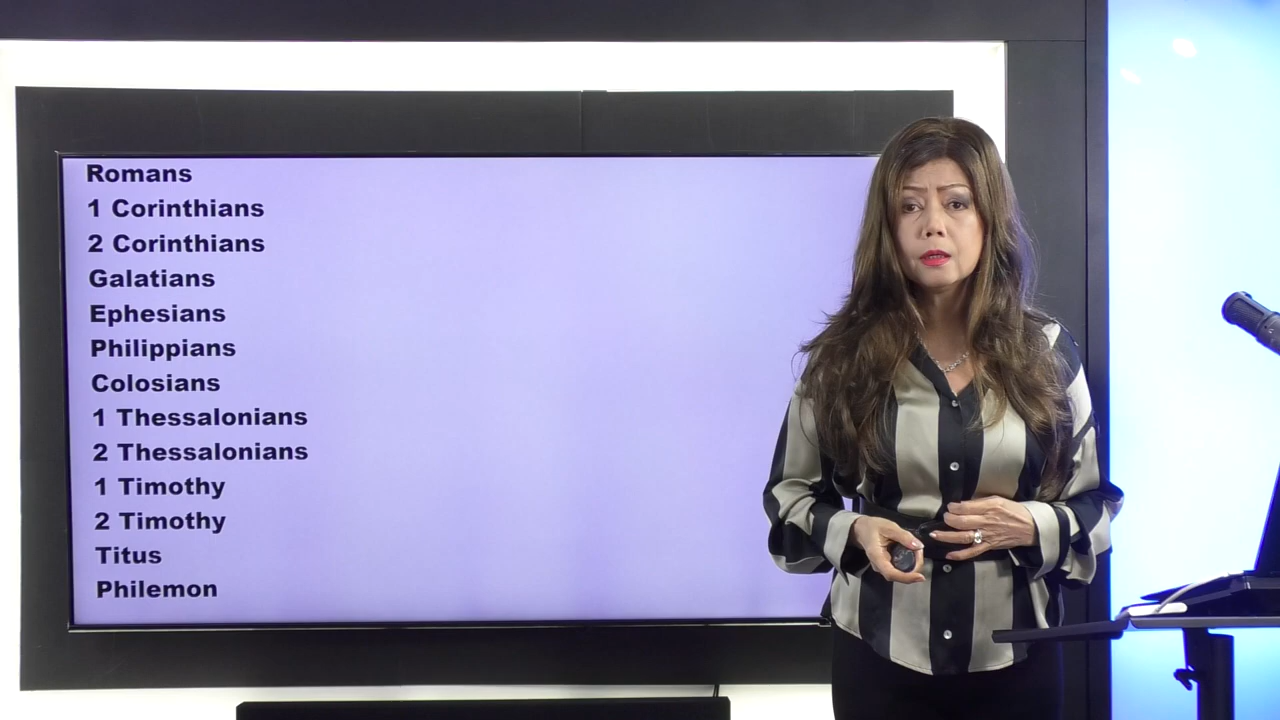 Romans
1 Corinthians
2 Corinthians
Galatians
Ephesians
Philippians
Colosians
1 Thessalonians
2 Thessalonians
1 Timothy
2 Timothy
Titus
Philemon